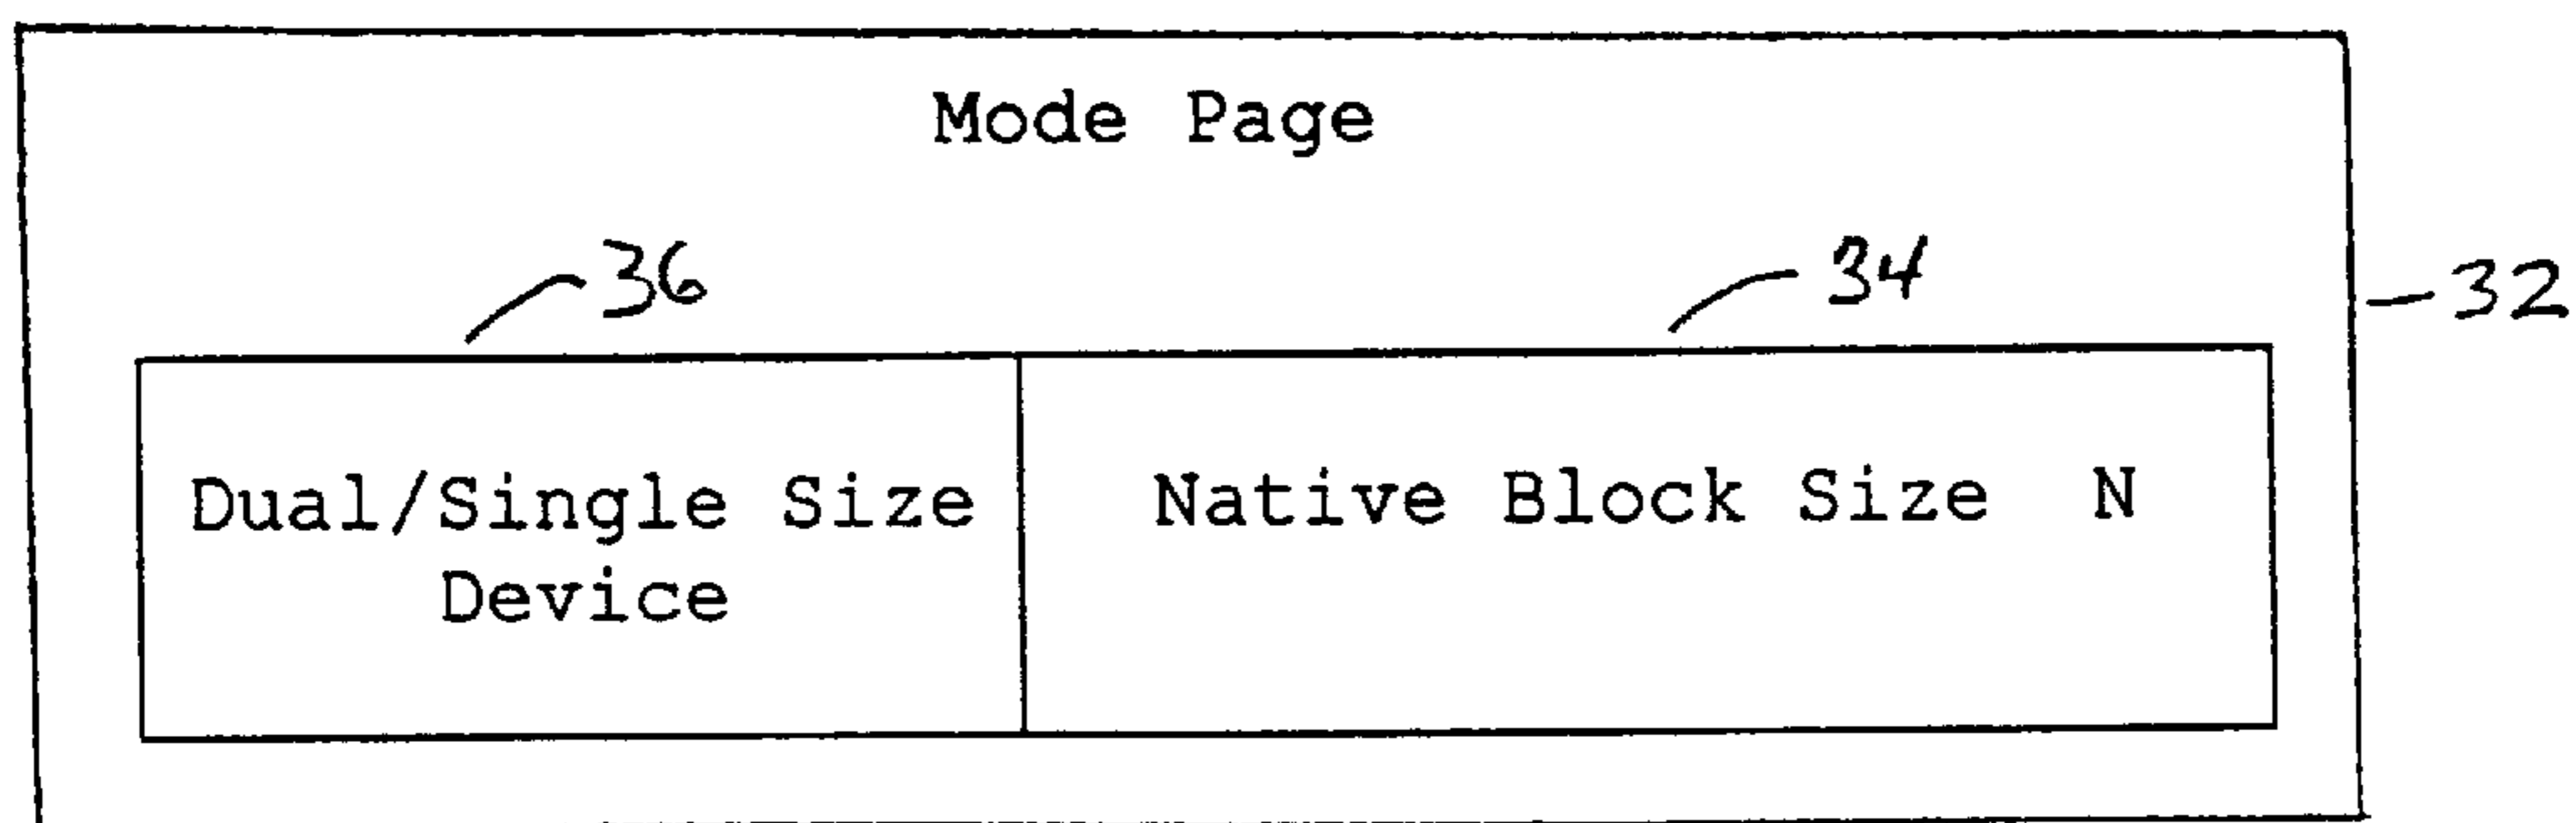 Mode Page
36
34
32
Dual/Single Size Device
Native Block Size N